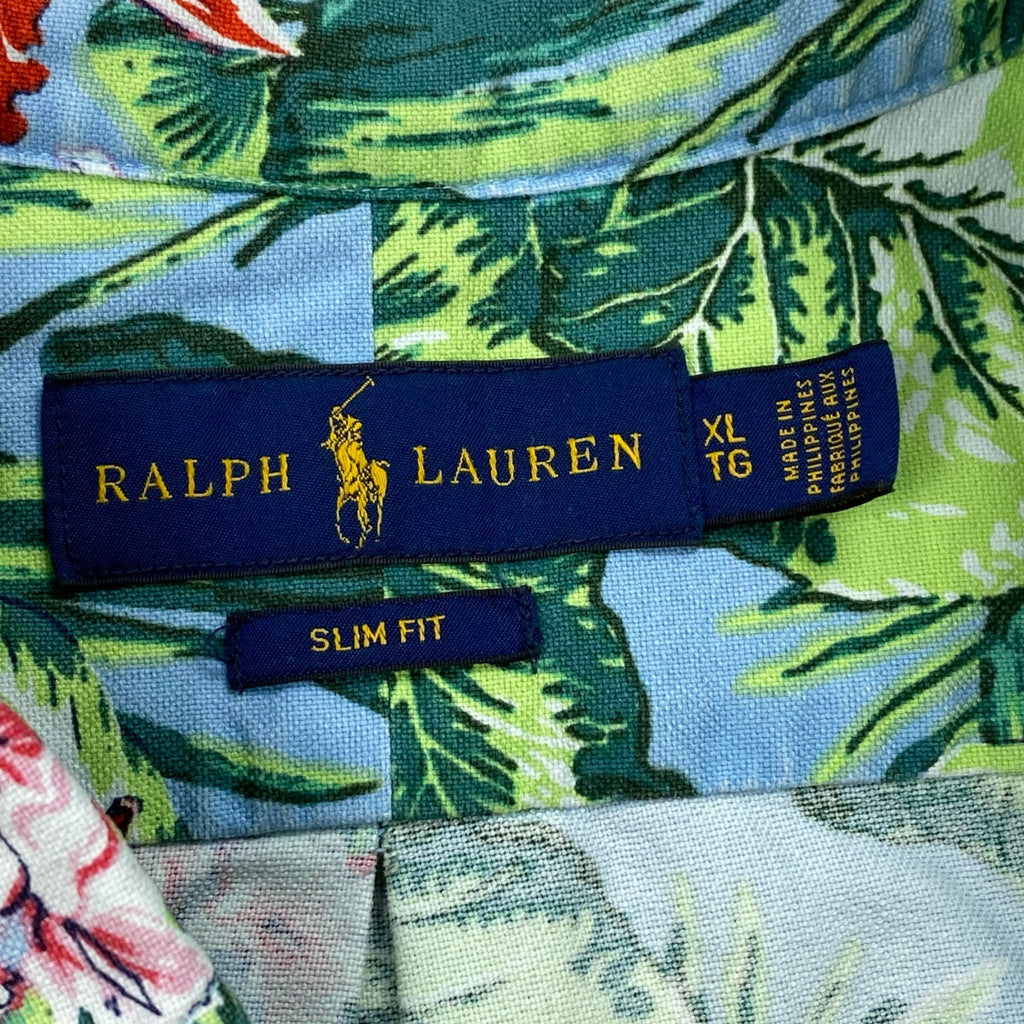 RALPH LAUREN
XL
TG
MADE IN
PHILIPPINES
FABRIQUÉ AUX
PHILIPPINES
SLIM FIT